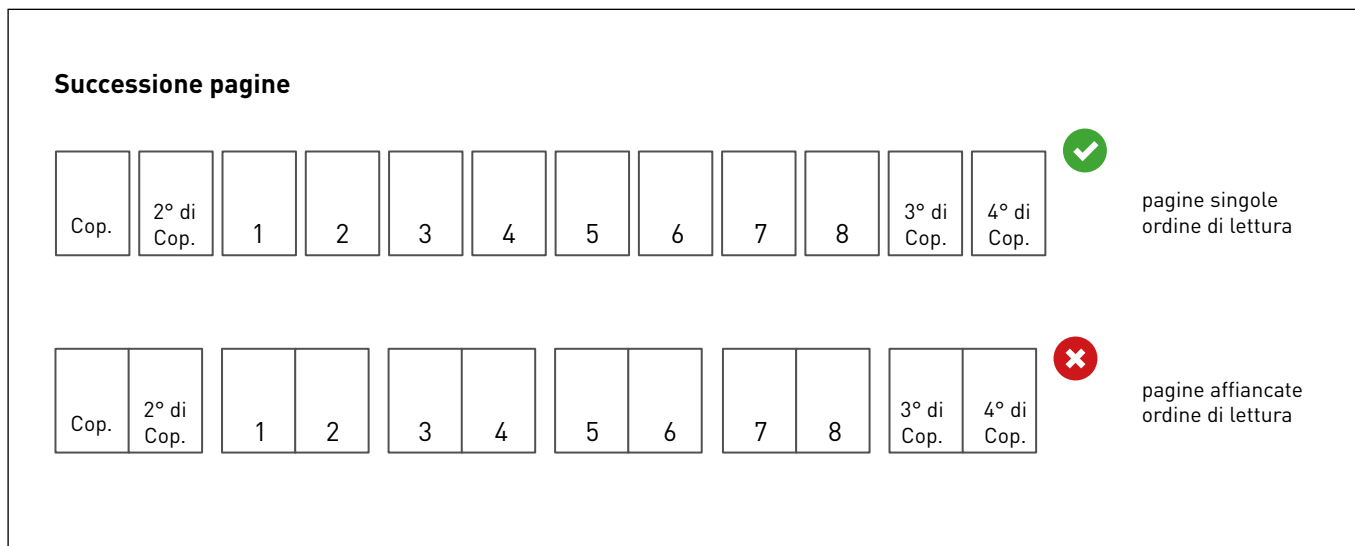 Successione pagine
Cop. 2° di Cop. 1 2 3 4 5 6 7 8 3° di Cop. 4° di Cop.
pagine singole
ordine di lettura
Cop. 2° di Cop. 1 2 3 4 5 6 7 8 3° di Cop. 4° di Cop.
pagine affiancate
ordine di lettura